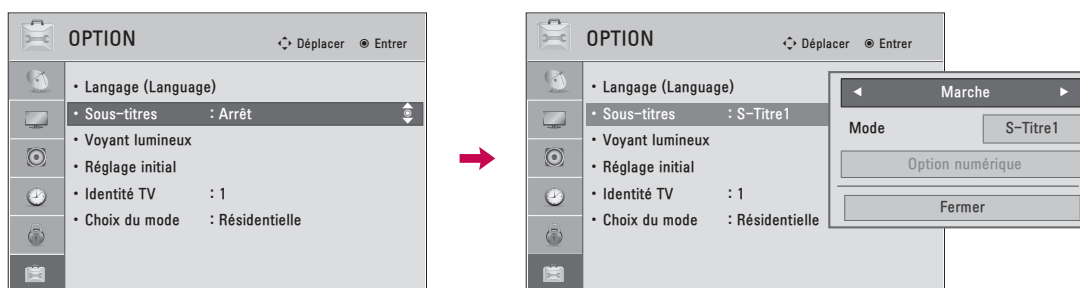 OPTION
Déplacer
Entrer
• Langage (Language)
• Sous-titres : Arrêt
• Voyant lumineux
• Réglage initial
• Identité TV : 1
• Choix du mode : Résidentielle
OPTION
Déplacer
Entrer
• Langage (Language)
• Sous-titres : S-Titre1
• Voyant lumineux
• Réglage initial
• Identité TV : 1
• Choix du mode : Résidentielle
◄ Marche ►
Mode S-Titre1
Option numérique
Fermer